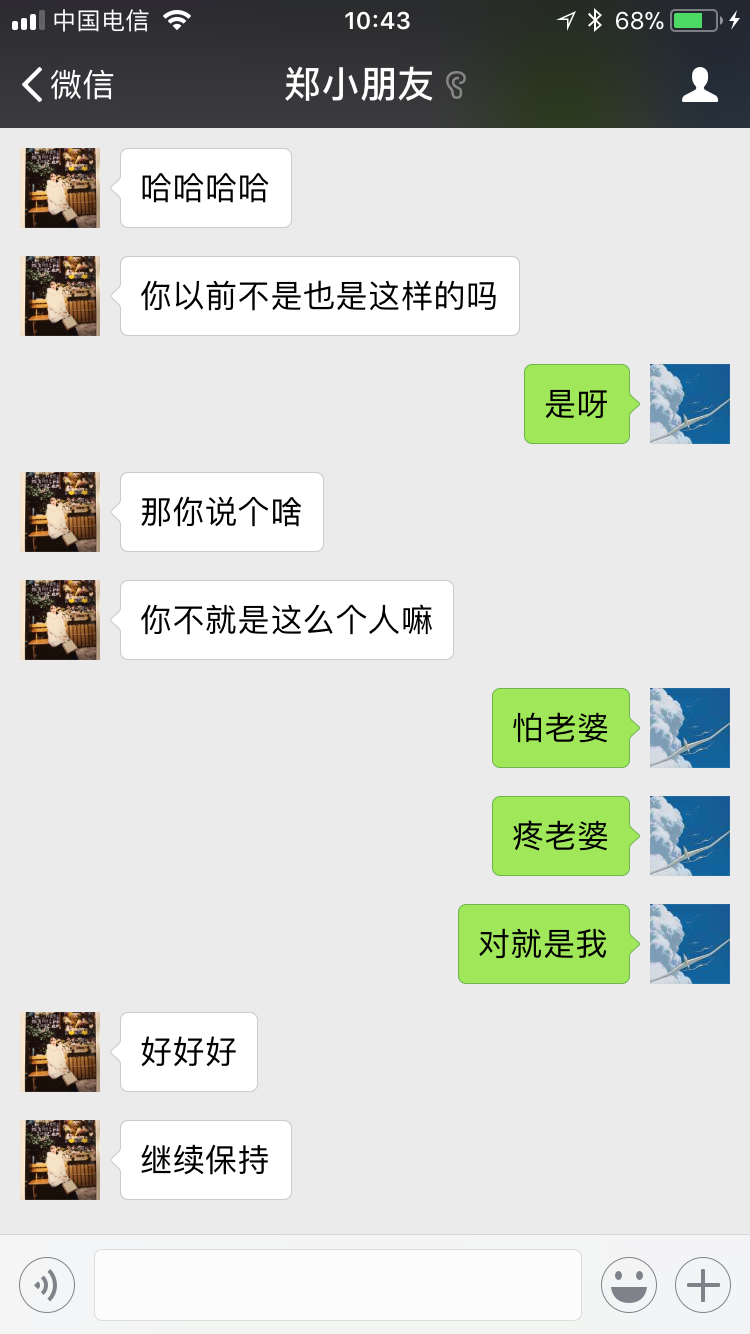 中国电信 10:43 68%
微信 郑小朋友
哈哈哈哈
你以前不是也是这样的吗
是呀
那你说个啥
你不就是这么个人嘛
怕老婆
疼老婆
对就是我
好好好
继续保持